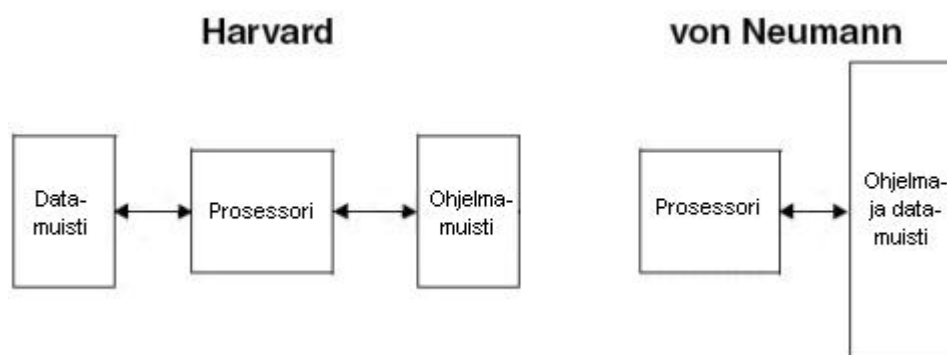 Harvard
von Neumann
Data-
muisti
Prosessori
Ohjelma-
muisti
Prosessori
Ohjelma-
ja data-
muisti